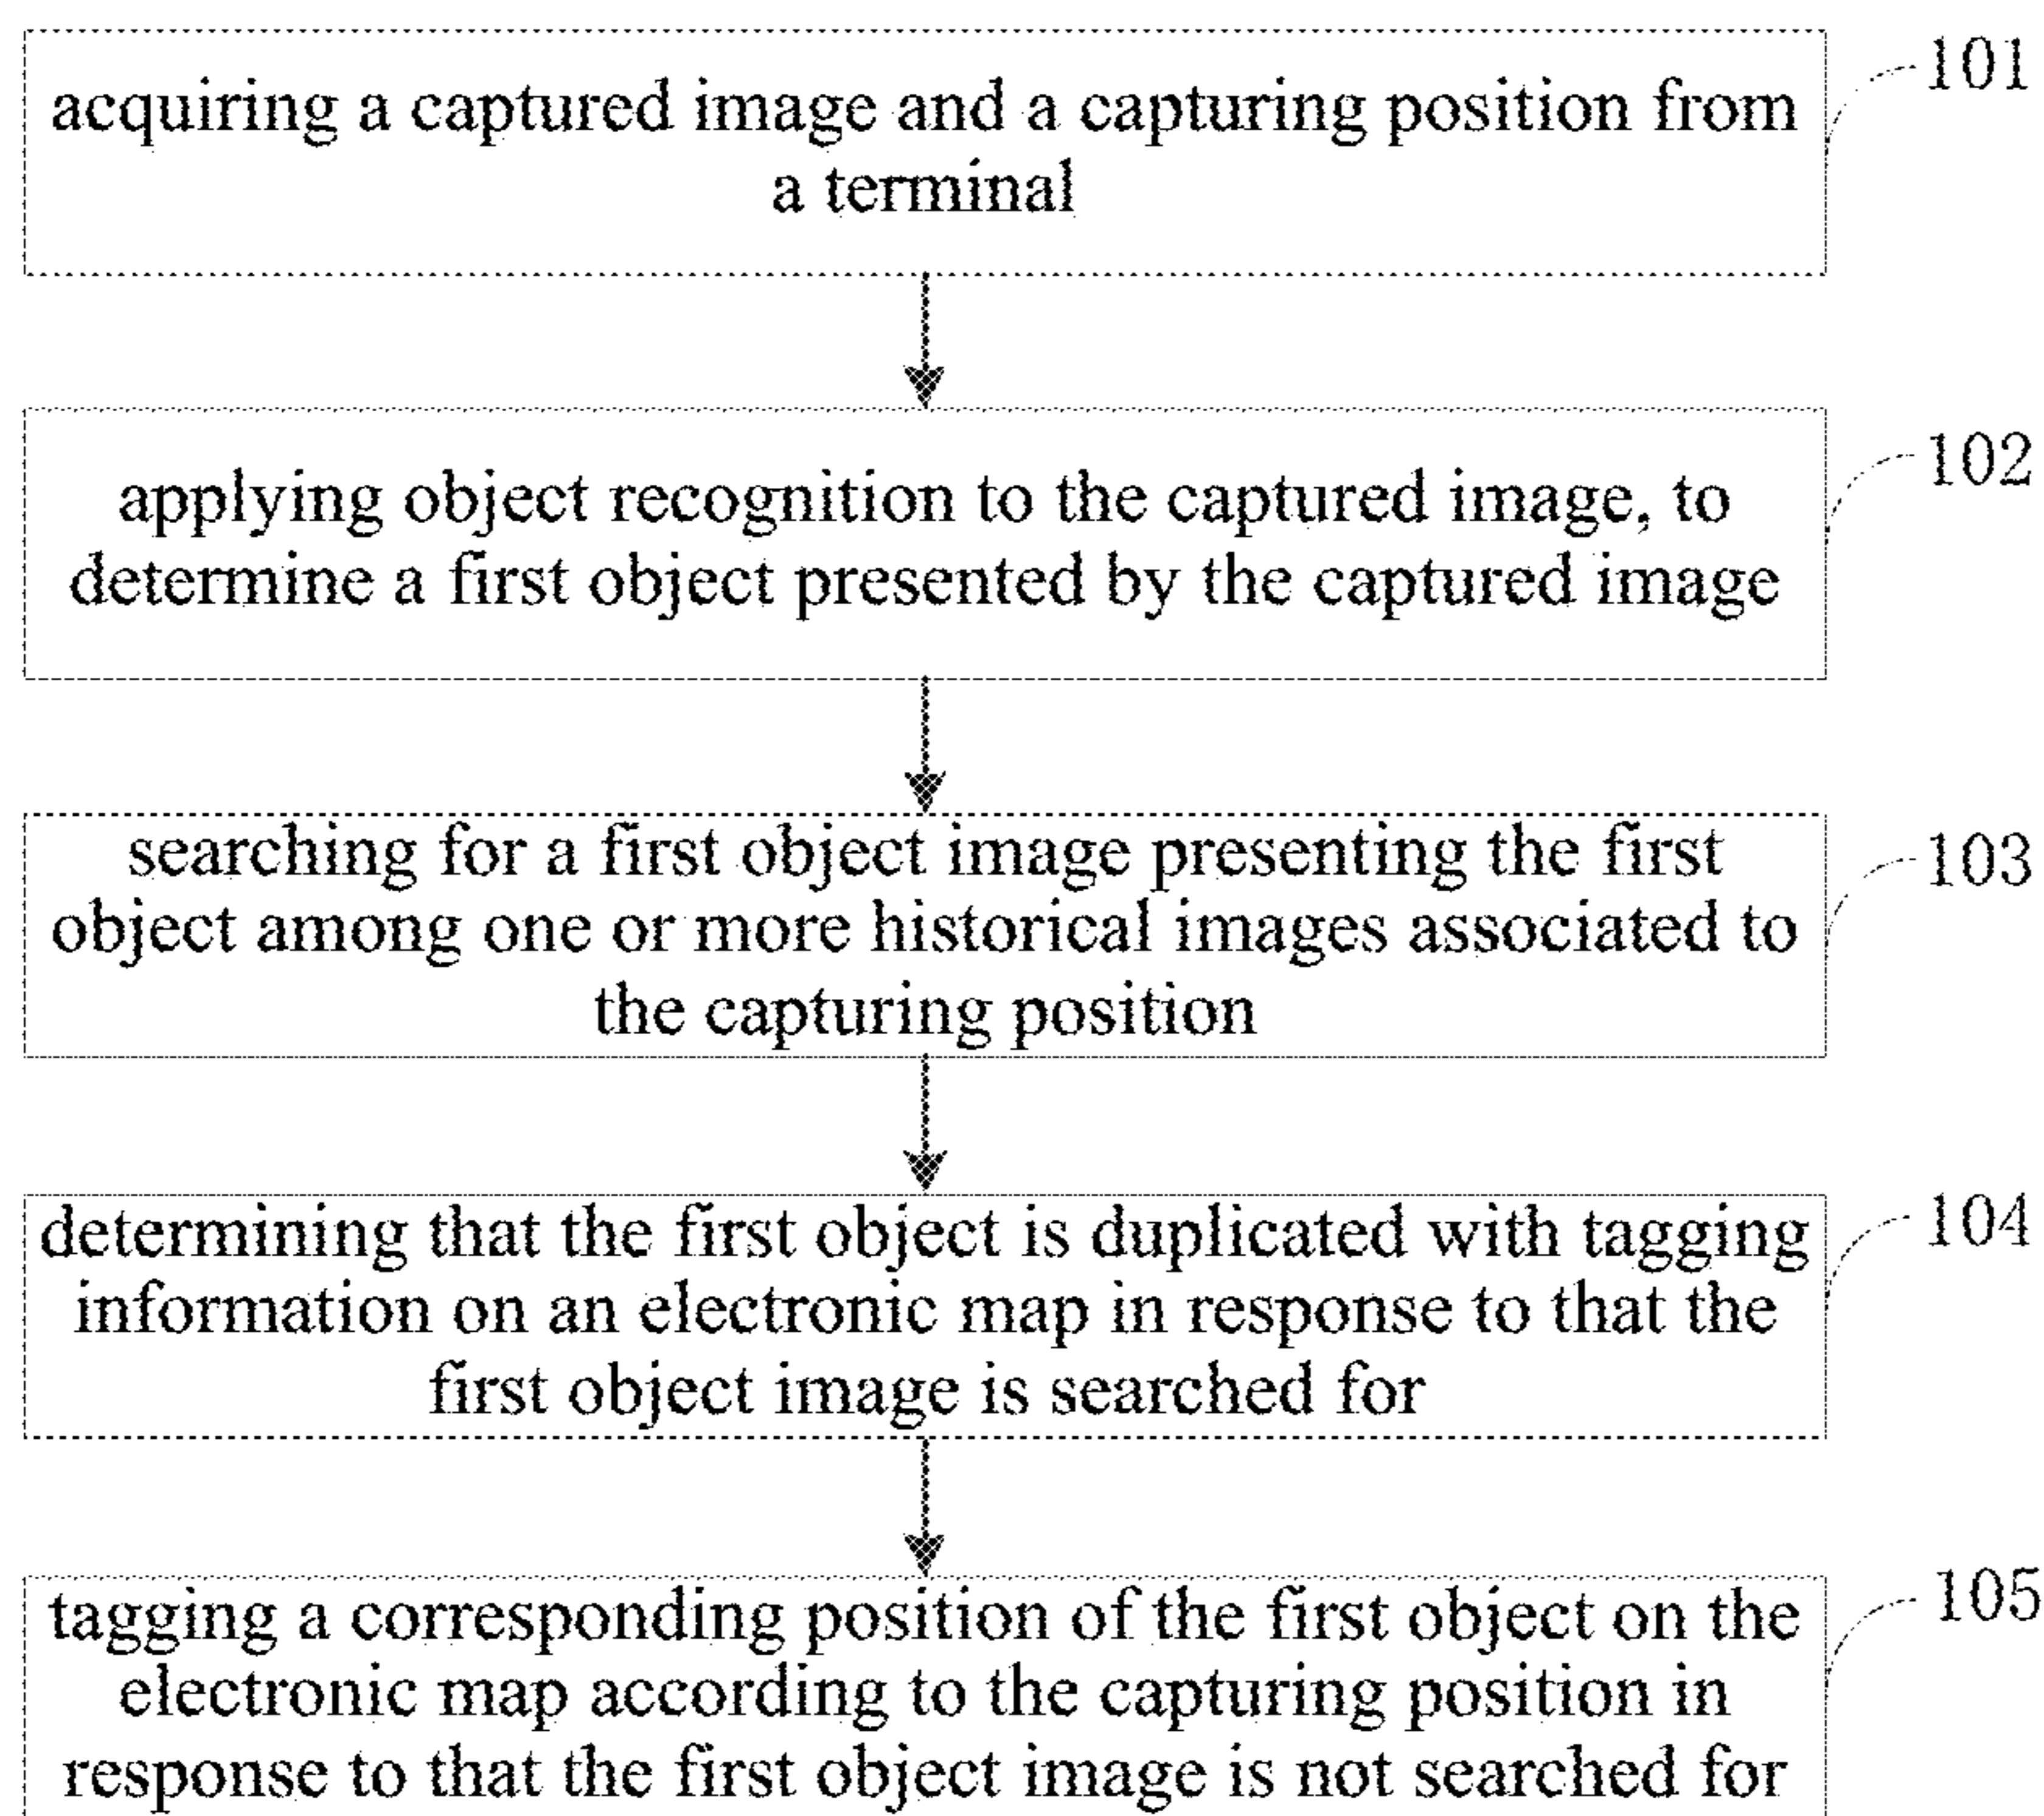 acquiring a captured image and a capturing position from
a terminal
101
applying object recognition to the captured image, to
determine a first object presented by the captured image
102
searching for a first object image presenting the first
object among one or more historical images associated to
the capturing position
103
determining that the first object is duplicated with tagging
information on an electronic map in response to that the
first object image is searched for
104
tagging a corresponding position of the first object on the
electronic map according to the capturing position in
response to that the first object image is not searched for
105